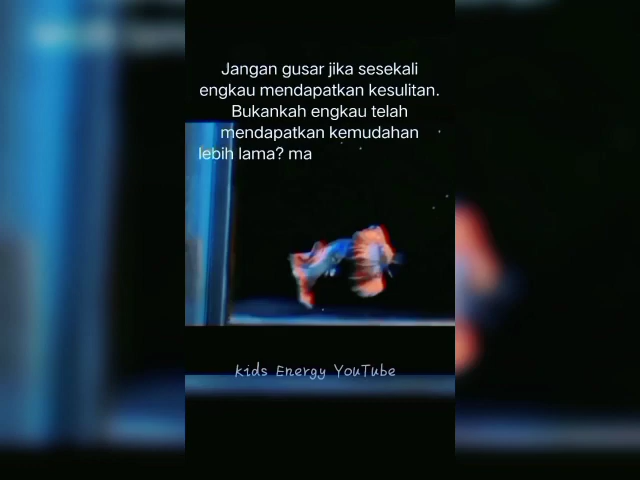 Jangan gusar jika sesekali
engkau mendapatkan kesulitan.
Bukankah engkau telah
mendapatkan kemudahan
lebih lama? ma
kids Energy YouTube